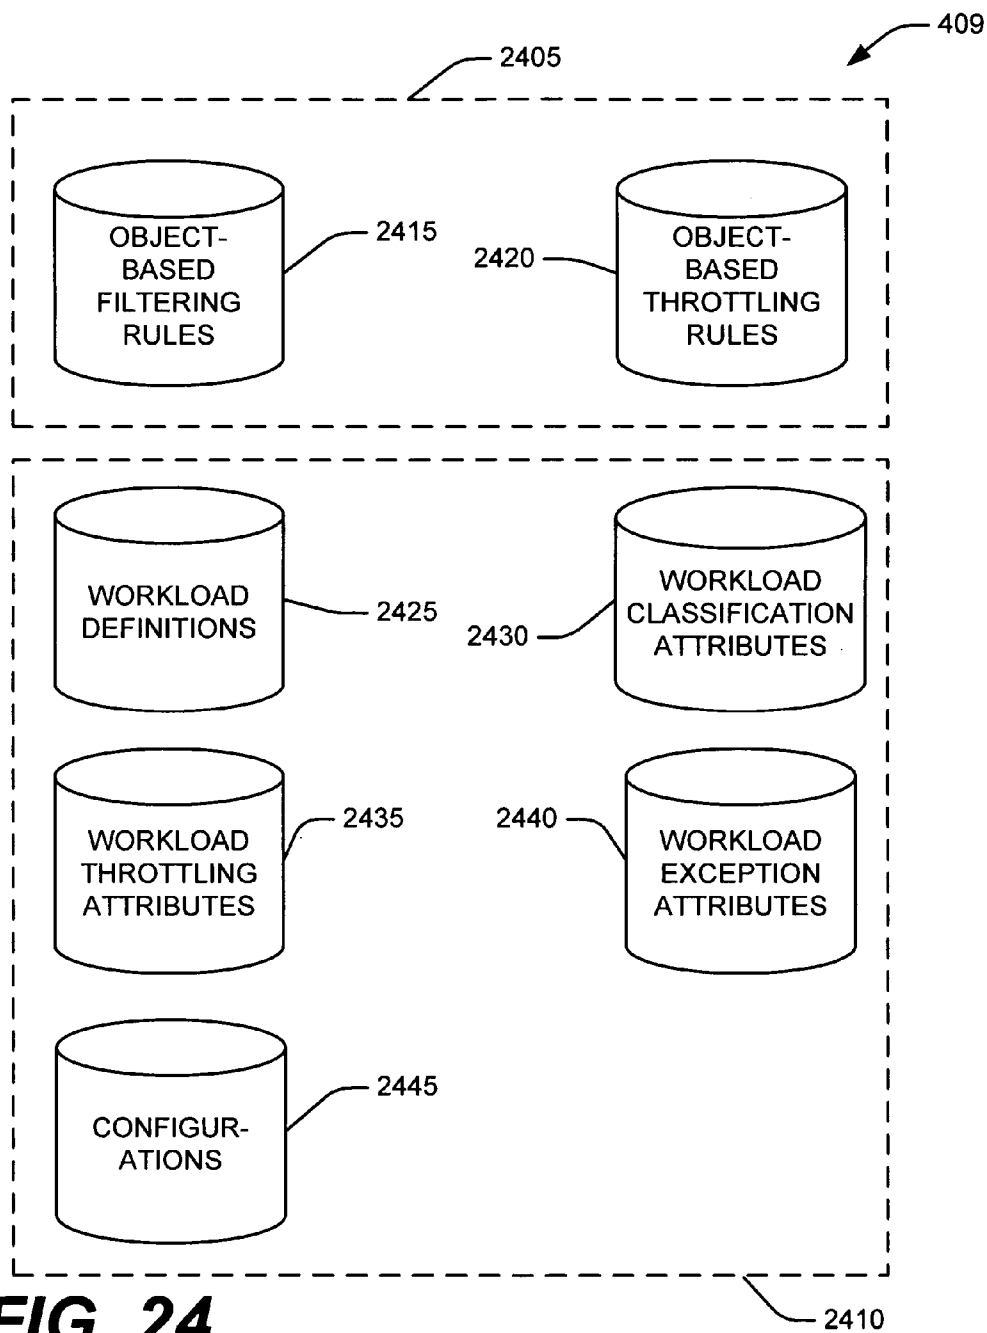 409
2405
OBJECT-
BASED
FILTERING
RULES
2415
2420
OBJECT-
BASED
THROTTLING
RULES
WORKLOAD
DEFINITIONS
2425
2430
WORKLOAD
CLASSIFICATION
ATTRIBUTES
WORKLOAD
THROTTLING
ATTRIBUTES
2435
2440
WORKLOAD
EXCEPTION
ATTRIBUTES
CONFIGUR-
ATIONS
2445
2410
FIG. 24